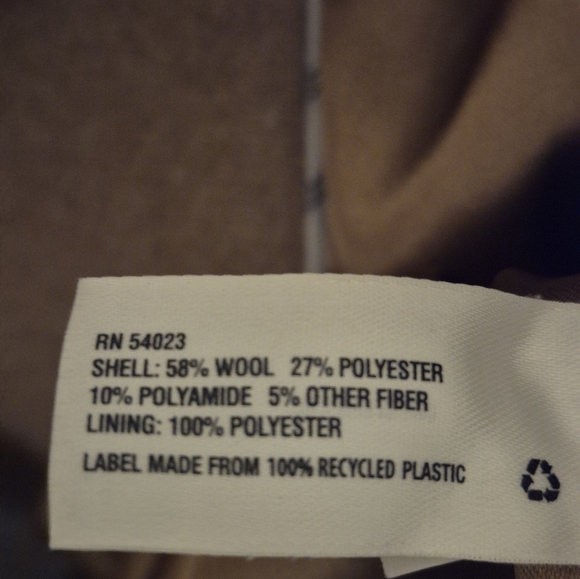 RN 54023
SHELL: 58% WOOL 27% POLYESTER
10% POLYAMIDE 5% OTHER FIBER
LINING: 100% POLYESTER
LABEL MADE FROM 100% RECYCLED PLASTIC